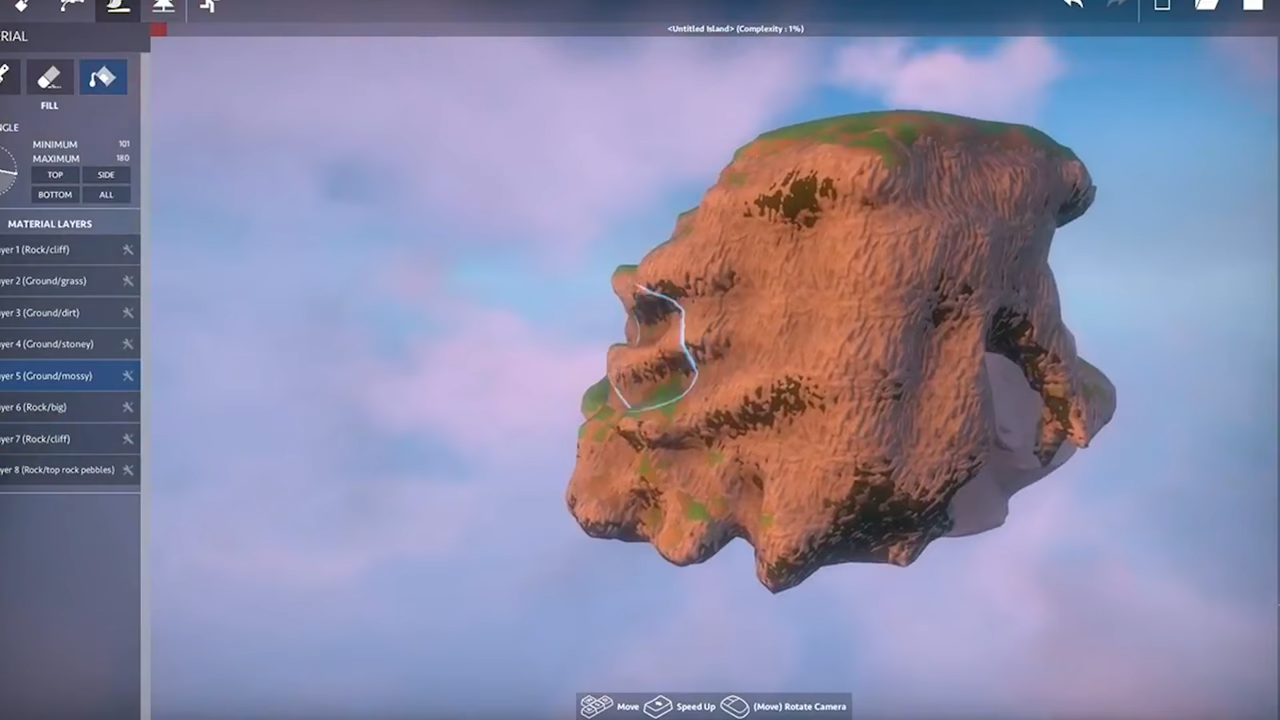 <Untitled Island> (Complexity : 1%)
RIAL
FILL
NGLE
MINIMUM 101
MAXIMUM 180
TOP SIDE
BOTTOM ALL
MATERIAL LAYERS
yer 1 (Rock/cliff)
yer 2 (Ground/grass)
yer 3 (Ground/dirt)
yer 4 (Ground/stoney)
yer 5 (Ground/mossy)
yer 6 (Rock/big)
yer 7 (Rock/cliff)
yer 8 (Rock/top rock pebbles)
Move Speed Up (Move) Rotate Camera